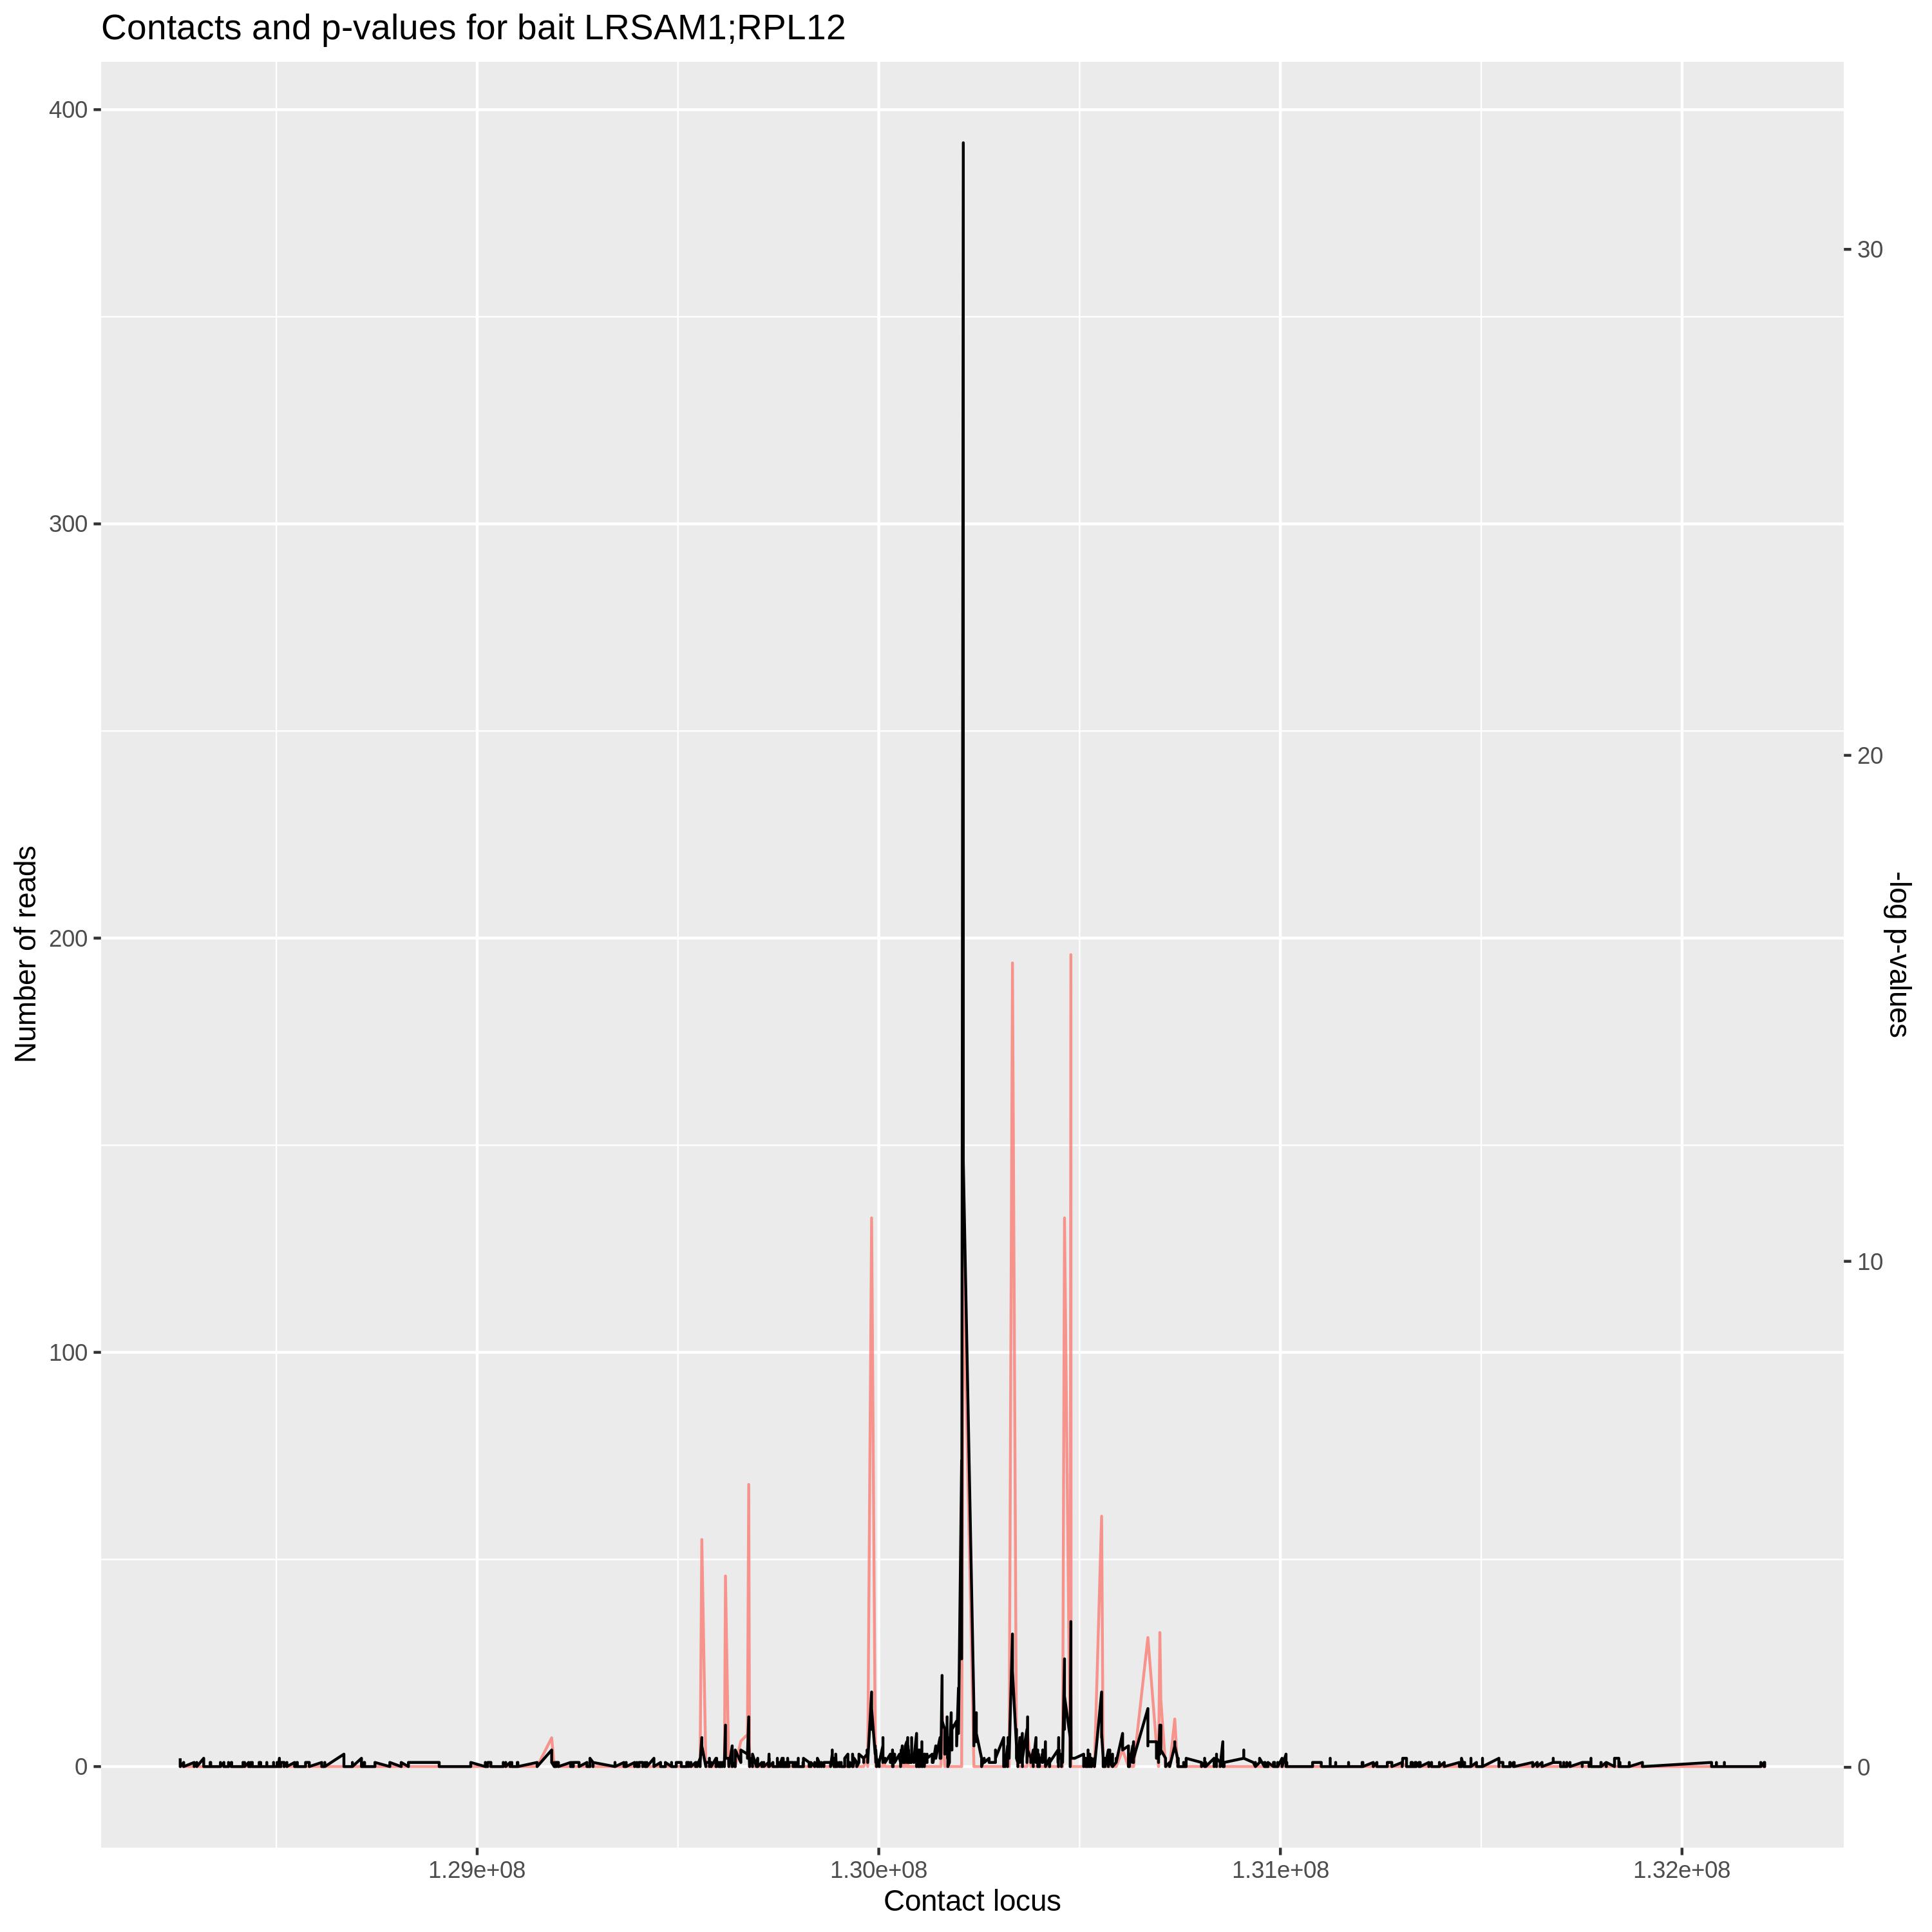 Contacts and p-values for bait LRSAM1;RPL12
400
300
200
100
0
Number of reads
30
20
10
0
-log p-values
1.29e+08
1.30e+08
1.31e+08
1.32e+08
Contact locus